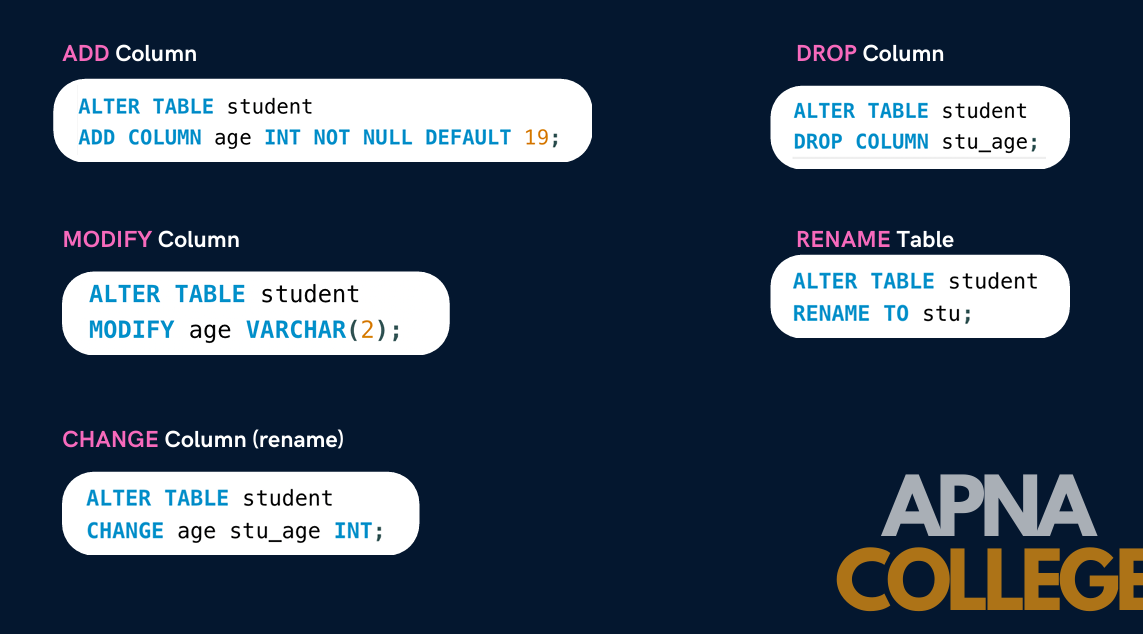 ADD Column
ALTER TABLE student
ADD COLUMN age INT NOT NULL DEFAULT 19;
MODIFY Column
ALTER TABLE student
MODIFY age VARCHAR(2);
CHANGE Column (rename)
ALTER TABLE student
CHANGE age stu_age INT;
DROP Column
ALTER TABLE student
DROP COLUMN stu_age;
RENAME Table
ALTER TABLE student
RENAME TO stu;
APNA
COLLEGE